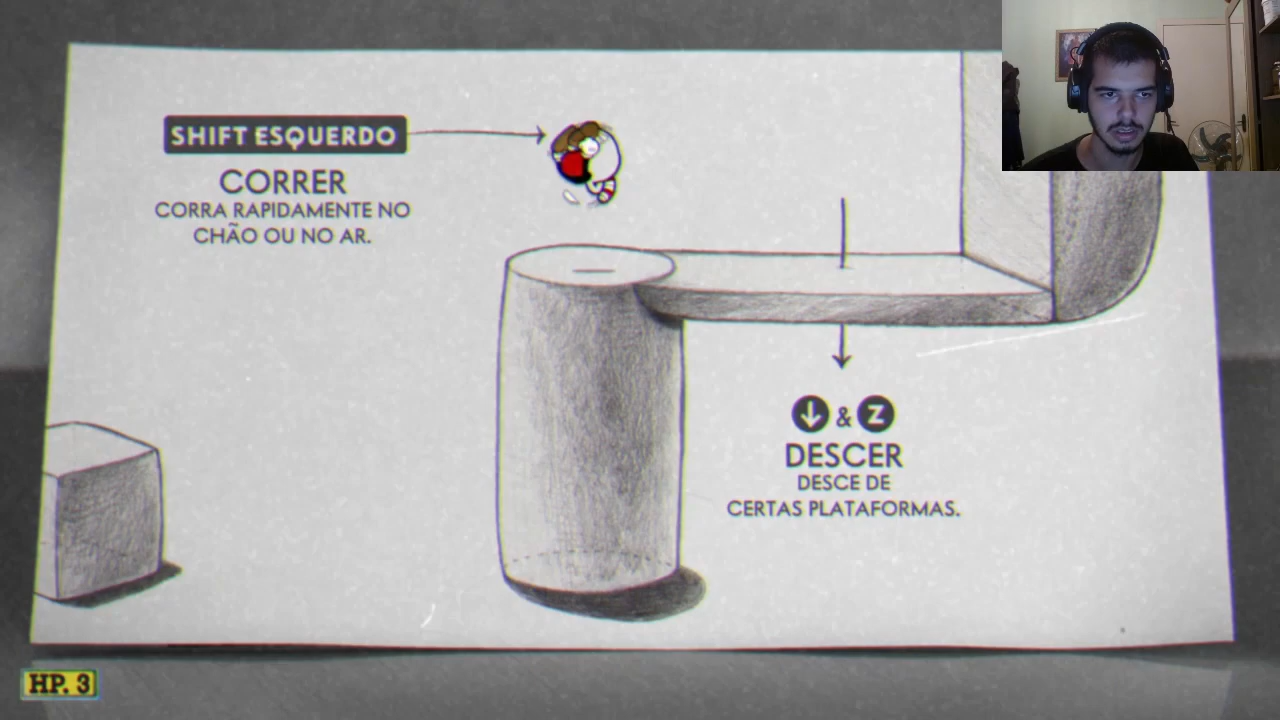 SHIFT ESQUERDO
CORRER
CORRA RAPIDAMENTE NO
CHÃO OU NO AR.
↓ & Z
DESCER
DESCE DE
CERTAS PLATAFORMAS.
HP. 3